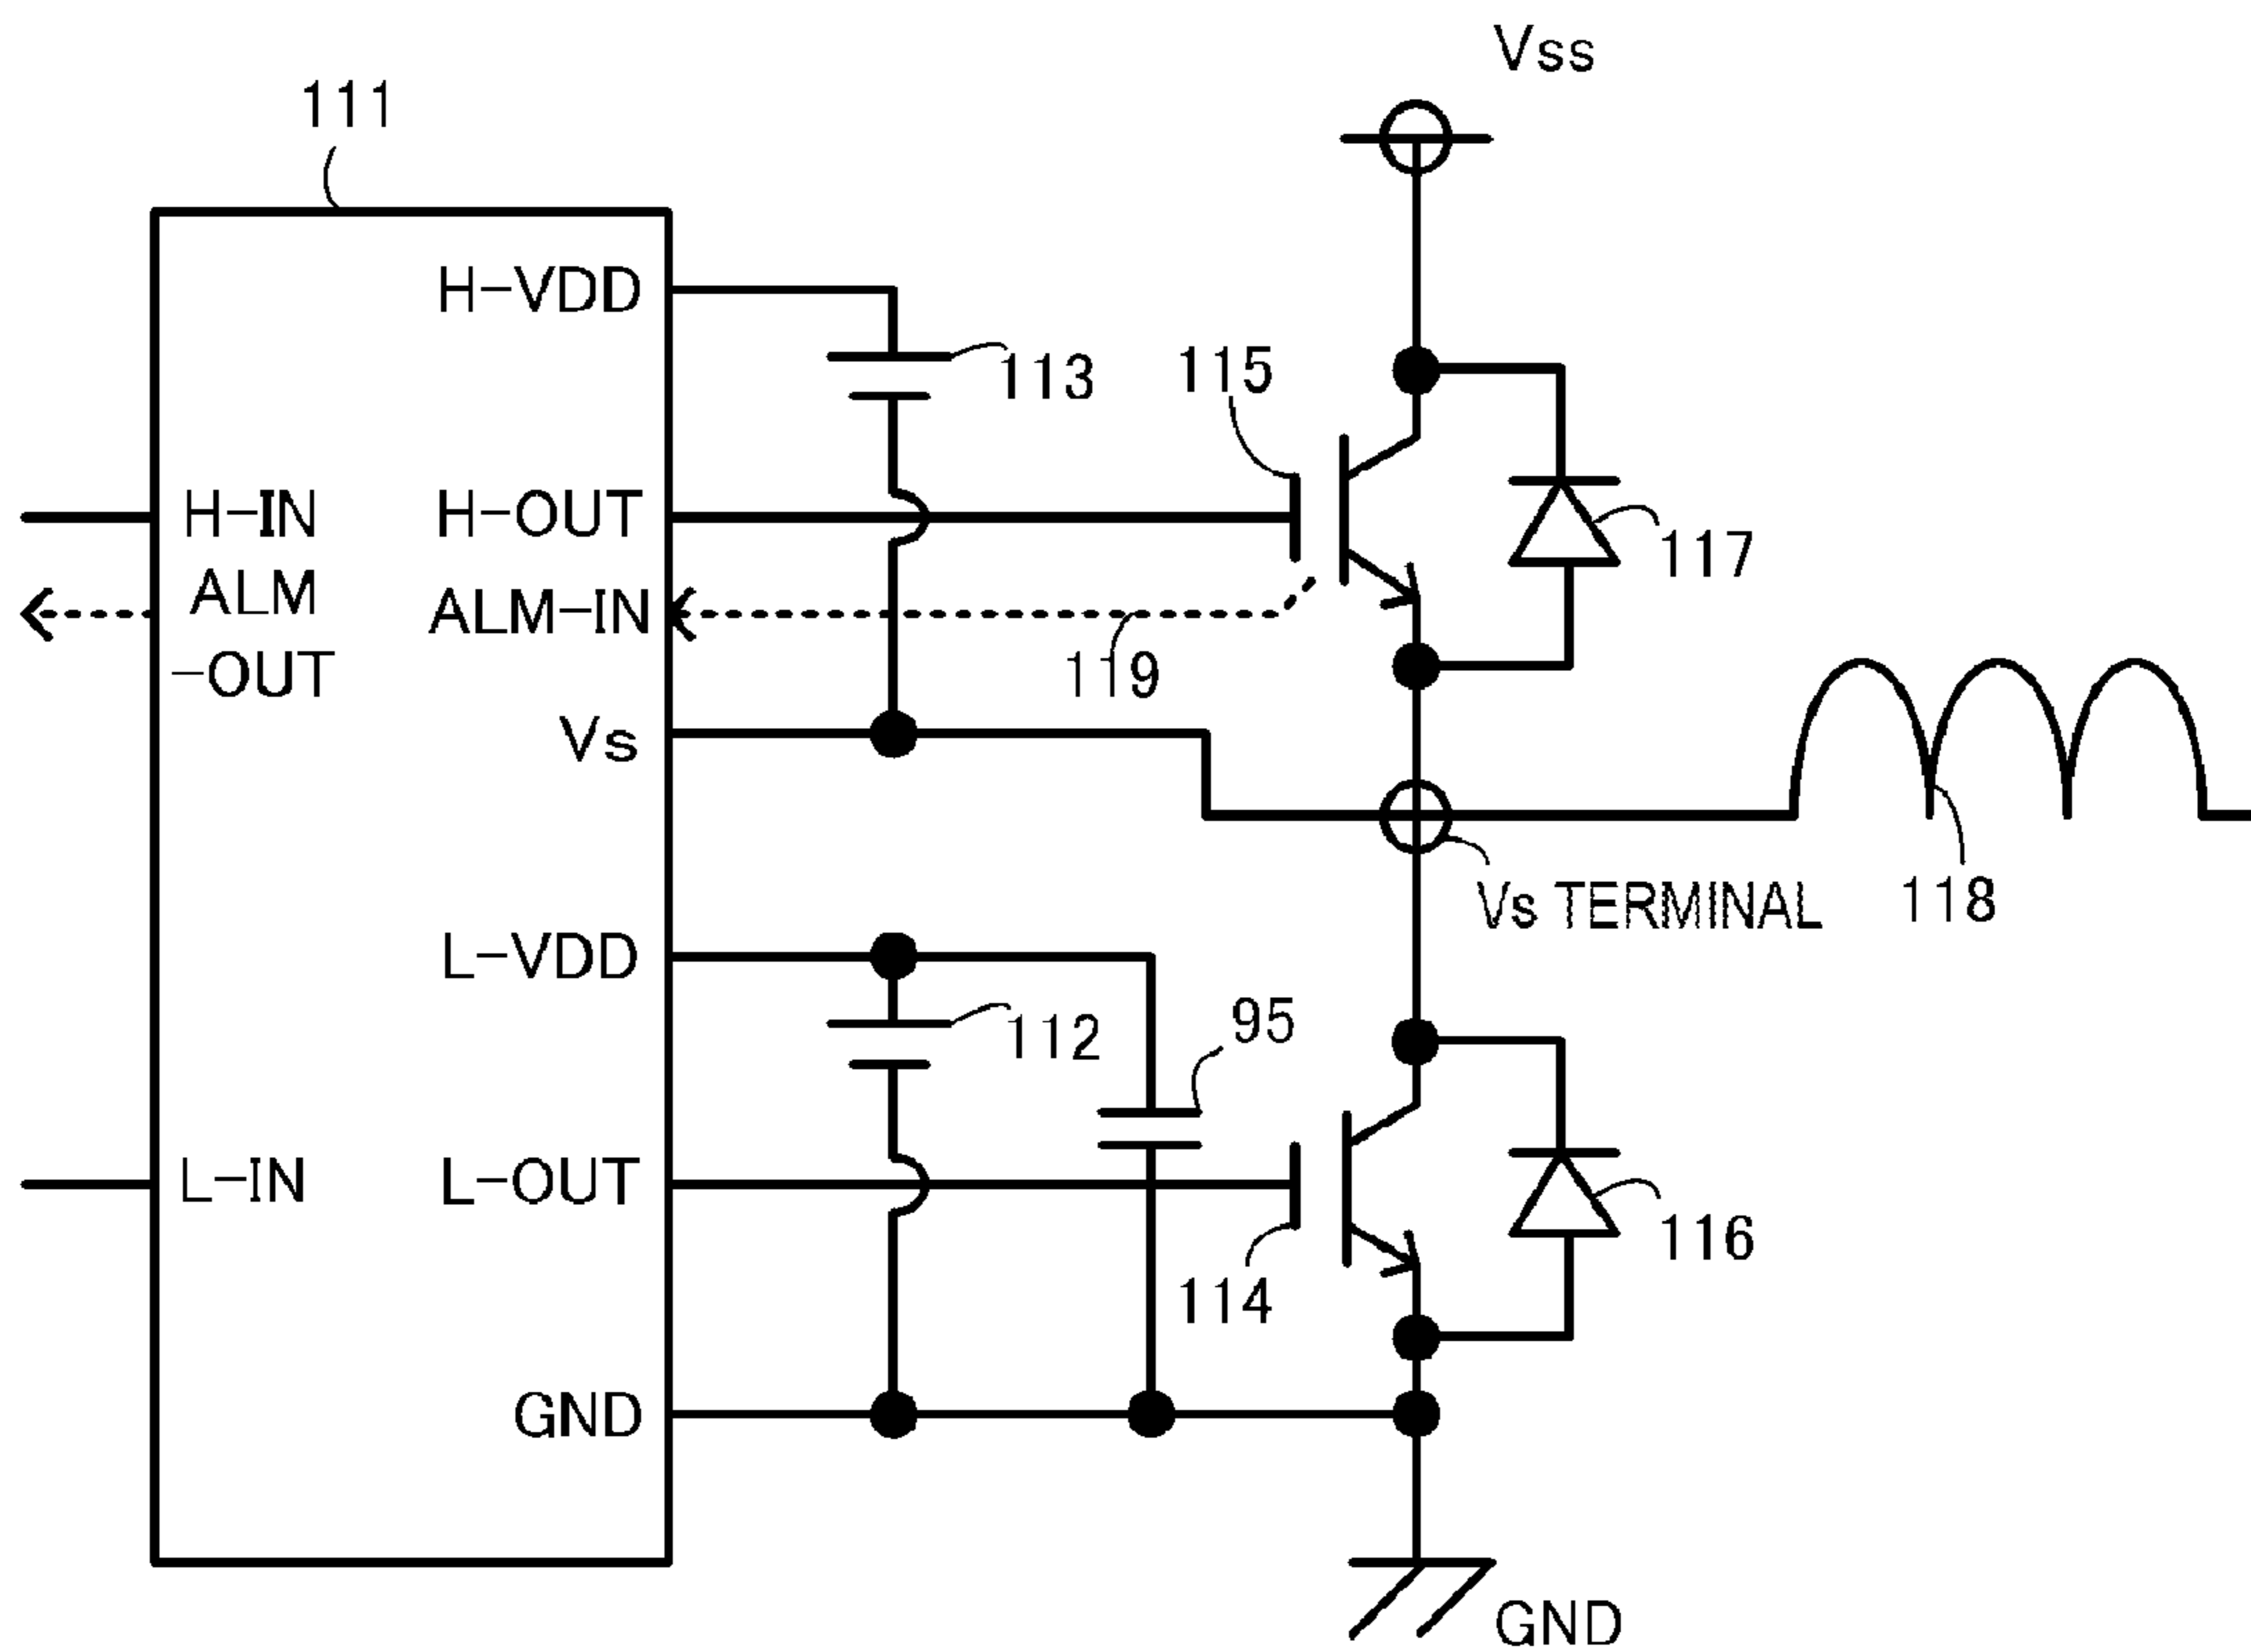 Vss
111
H-VDD
113
115
H-IN
H-OUT
117
ALM
-OUT
ALM-IN
119
Vs
Vs TERMINAL
118
L-VDD
112
95
L-IN
L-OUT
116
114
GND
GND